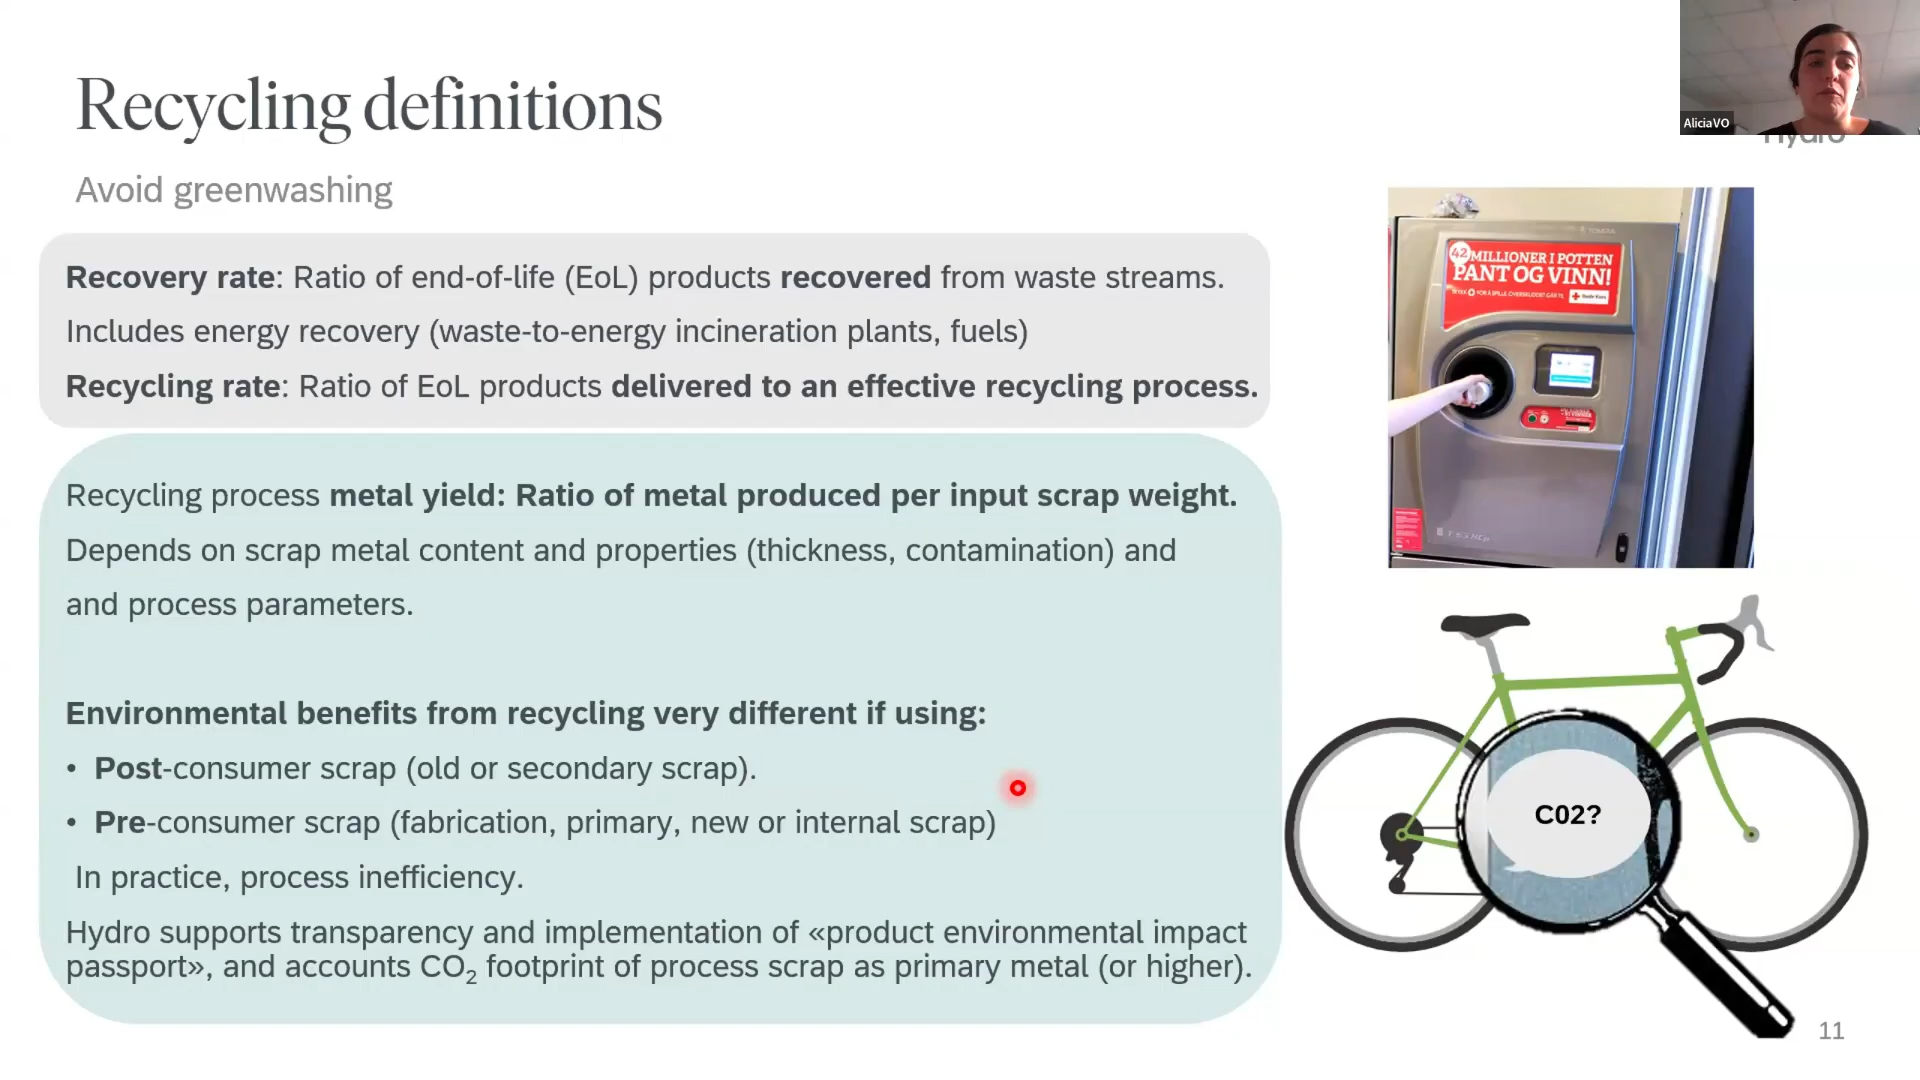 Recycling definitions
AliciaVO
Hydro
Avoid greenwashing
Recovery rate: Ratio of end-of-life (EoL) products recovered from waste streams.
Includes energy recovery (waste-to-energy incineration plants, fuels)
Recycling rate: Ratio of EoL products delivered to an effective recycling process.
Recycling process metal yield: Ratio of metal produced per input scrap weight.
Depends on scrap metal content and properties (thickness, contamination) and
and process parameters.
Environmental benefits from recycling very different if using:
• Post-consumer scrap (old or secondary scrap).
• Pre-consumer scrap (fabrication, primary, new or internal scrap)
In practice, process inefficiency.
Hydro supports transparency and implementation of «product environmental impact
passport», and accounts CO₂ footprint of process scrap as primary metal (or higher).
TOMRA
42 MILLIONER I POTTEN
PANT OG VINN!
Røde Kors
C02?
11